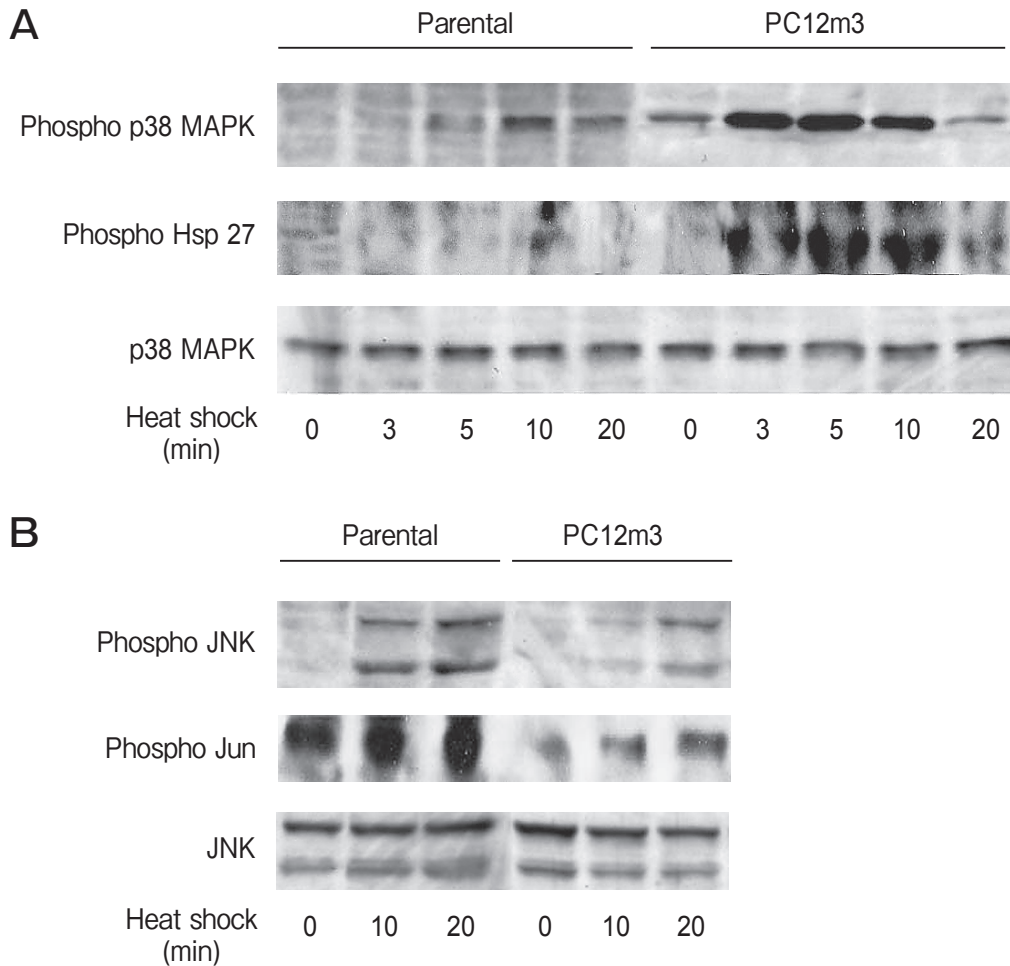 A
Parental PC12m3
Phospho p38 MAPK
Phospho Hsp 27
p38 MAPK
Heat shock
(min)
0 3 5 10 20 0 3 5 10 20
B
Parental PC12m3
Phospho JNK
Phospho Jun
JNK
Heat shock
(min)
0 10 20 0 10 20